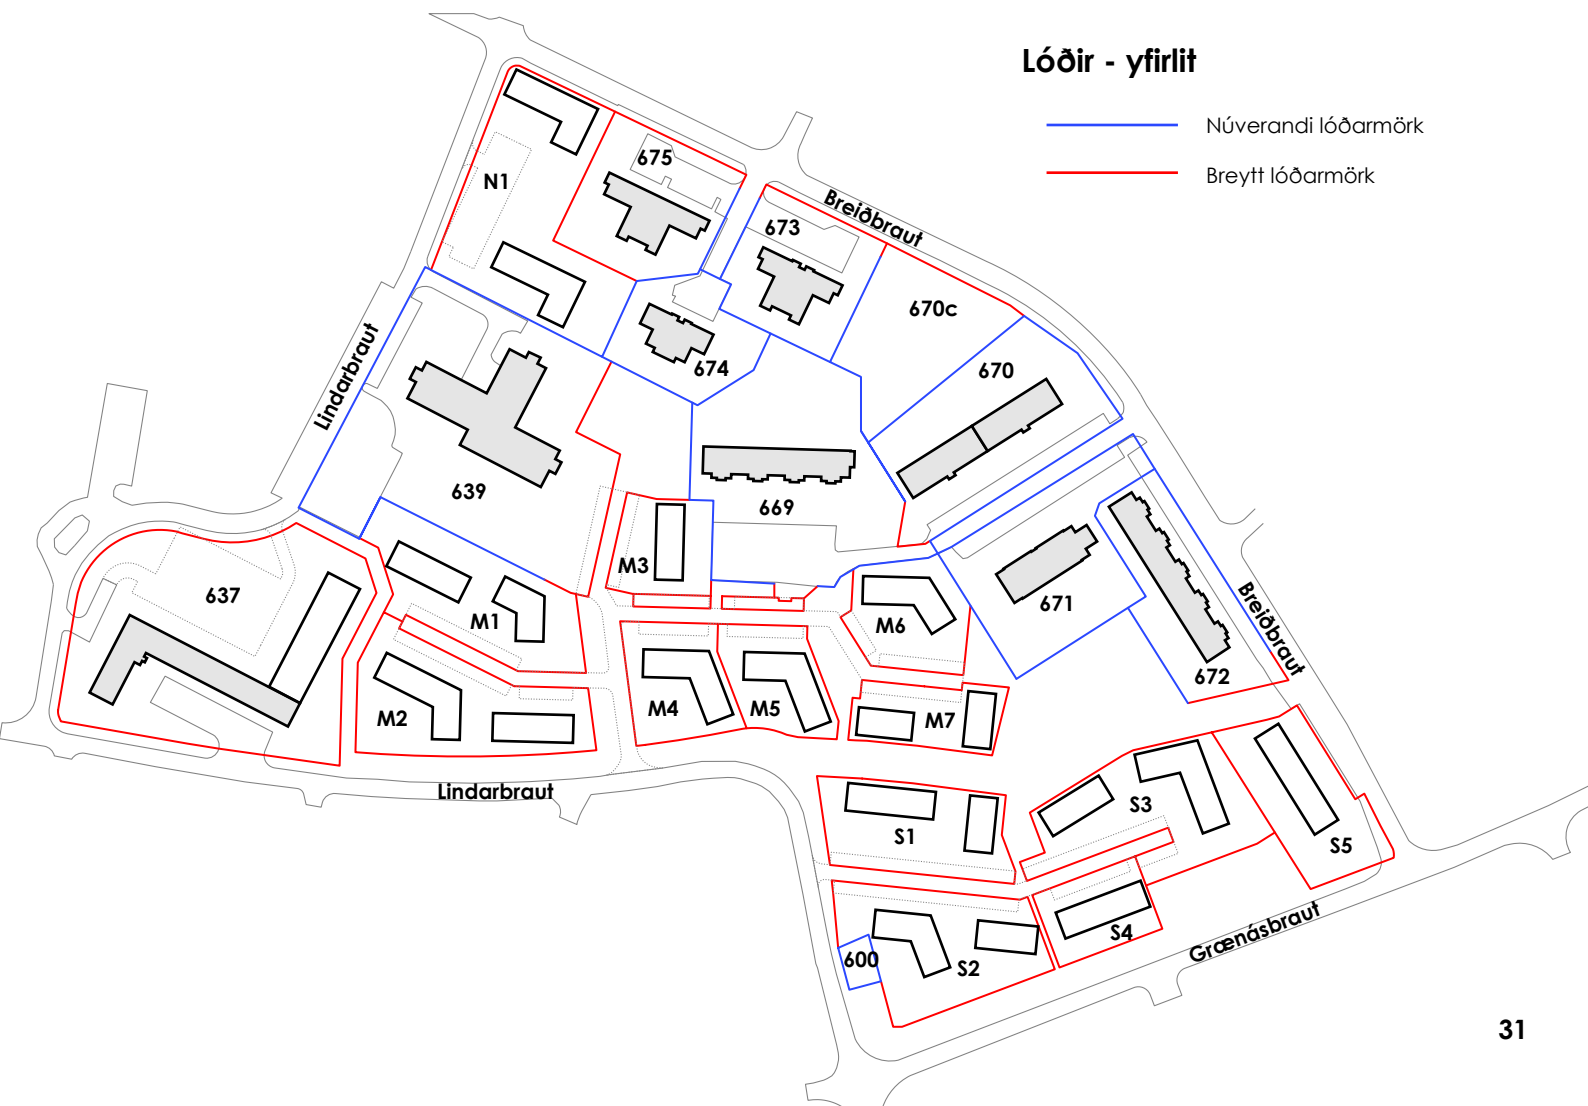 Lóðir - yfirlit
Núverandi lóðarmörk
Breytt lóðarmörk
675
N1
673
Breiðbraut
670c
Lindarbraut
674
670
639
669
M3
637
M1
M6
671
Breiðbraut
672
M2
M4
M5
M7
Lindarbraut
S3
S1
S5
Grænásbraut
S4
600
S2
31